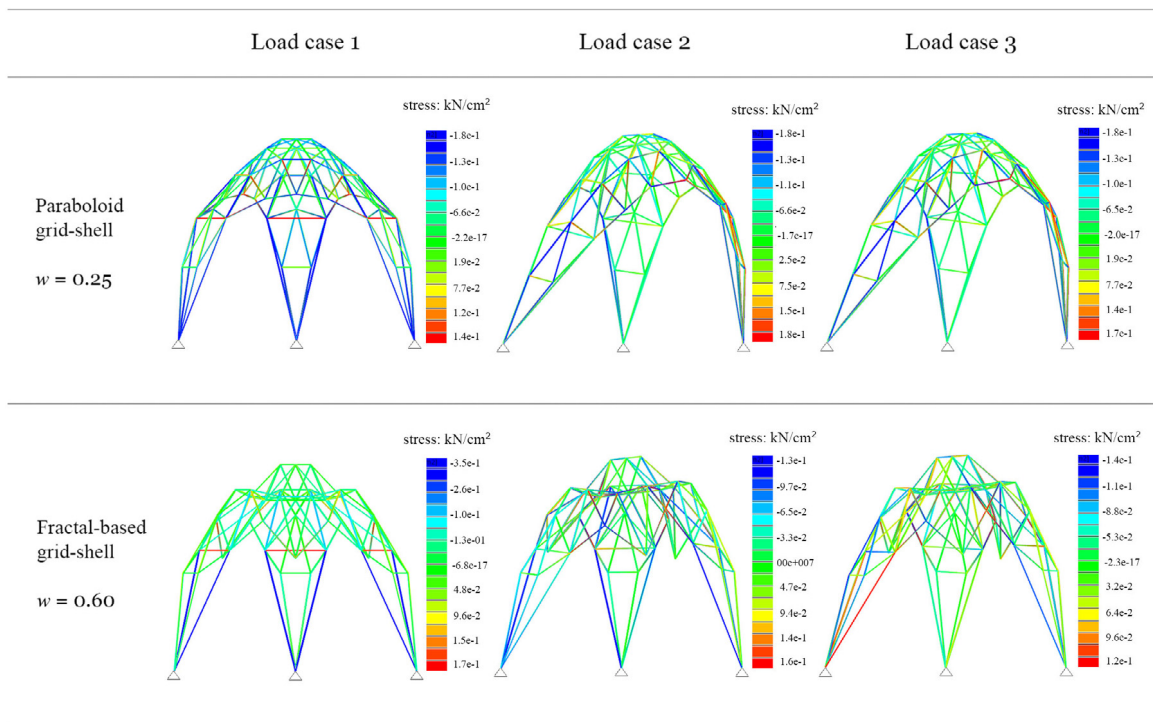 Load case 1
Load case 2
Load case 3
Paraboloid
grid-shell
w = 0.25
stress: kN/cm²
-1.8e-1
-1.3e-1
-1.0e-1
-6.6e-2
-2.2e-17
1.9e-2
7.7e-2
1.2e-1
1.4e-1
stress: kN/cm²
-1.8e-1
-1.3e-1
-1.1e-1
-6.6e-2
-1.7e-17
2.5e-2
7.5e-2
1.5e-1
1.8e-1
stress: kN/cm²
-1.8e-1
-1.3e-1
-1.0e-1
-6.6e-2
-2.0e-17
1.9e-2
7.7e-2
1.4e-1
1.7e-1
Fractal-based
grid-shell
w = 0.60
stress: kN/cm²
-3.5e-1
-2.6e-1
-1.0e-1
-1.3e-01
-6.8e-17
4.8e-2
9.6e-2
1.5e-1
1.7e-1
stress: kN/cm²
-1.3e-1
-9.7e-2
-6.5e-2
-3.2e-2
00e+007
4.7e-2
9.4e-2
1.4e-1
1.6e-1
stress: kN/cm²
-1.4e-1
-1.1e-1
-8.8e-2
-5.3e-2
-2.3e-17
3.2e-2
6.4e-2
9.6e-2
1.2e-1